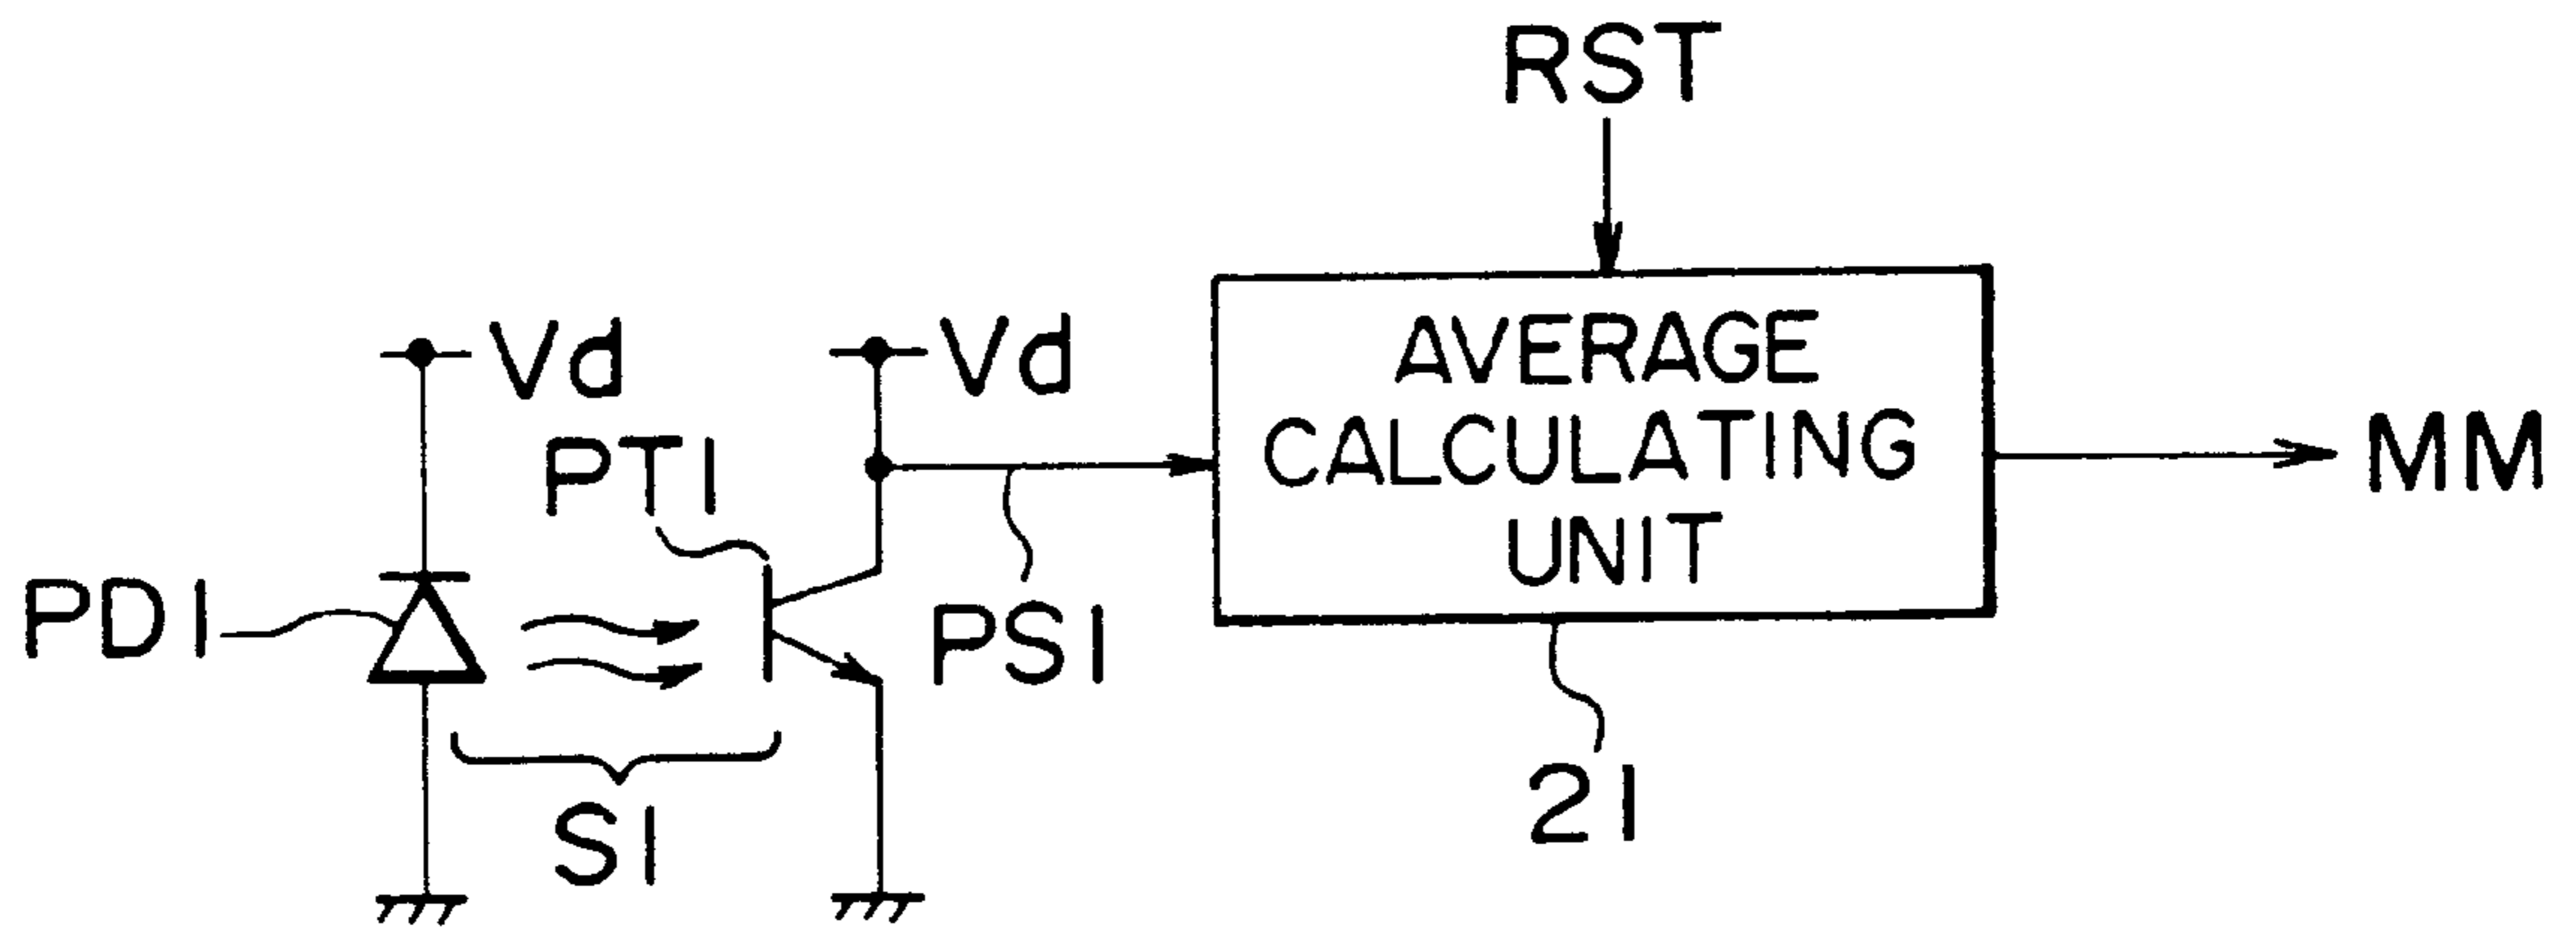 RST
Vd
Vd
AVERAGE
CALCULATING
UNIT
MM
PT1
PD1
PS1
S1
21